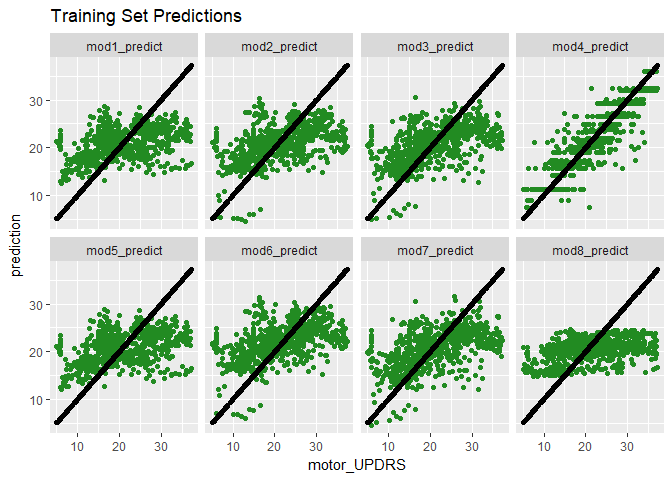 Training Set Predictions
mod1_predict mod2_predict mod3_predict mod4_predict
30
20
10
mod5_predict mod6_predict mod7_predict mod8_predict
30
20
10
10 20 30 10 20 30 10 20 30 10 20 30
prediction
motor_UPDRS